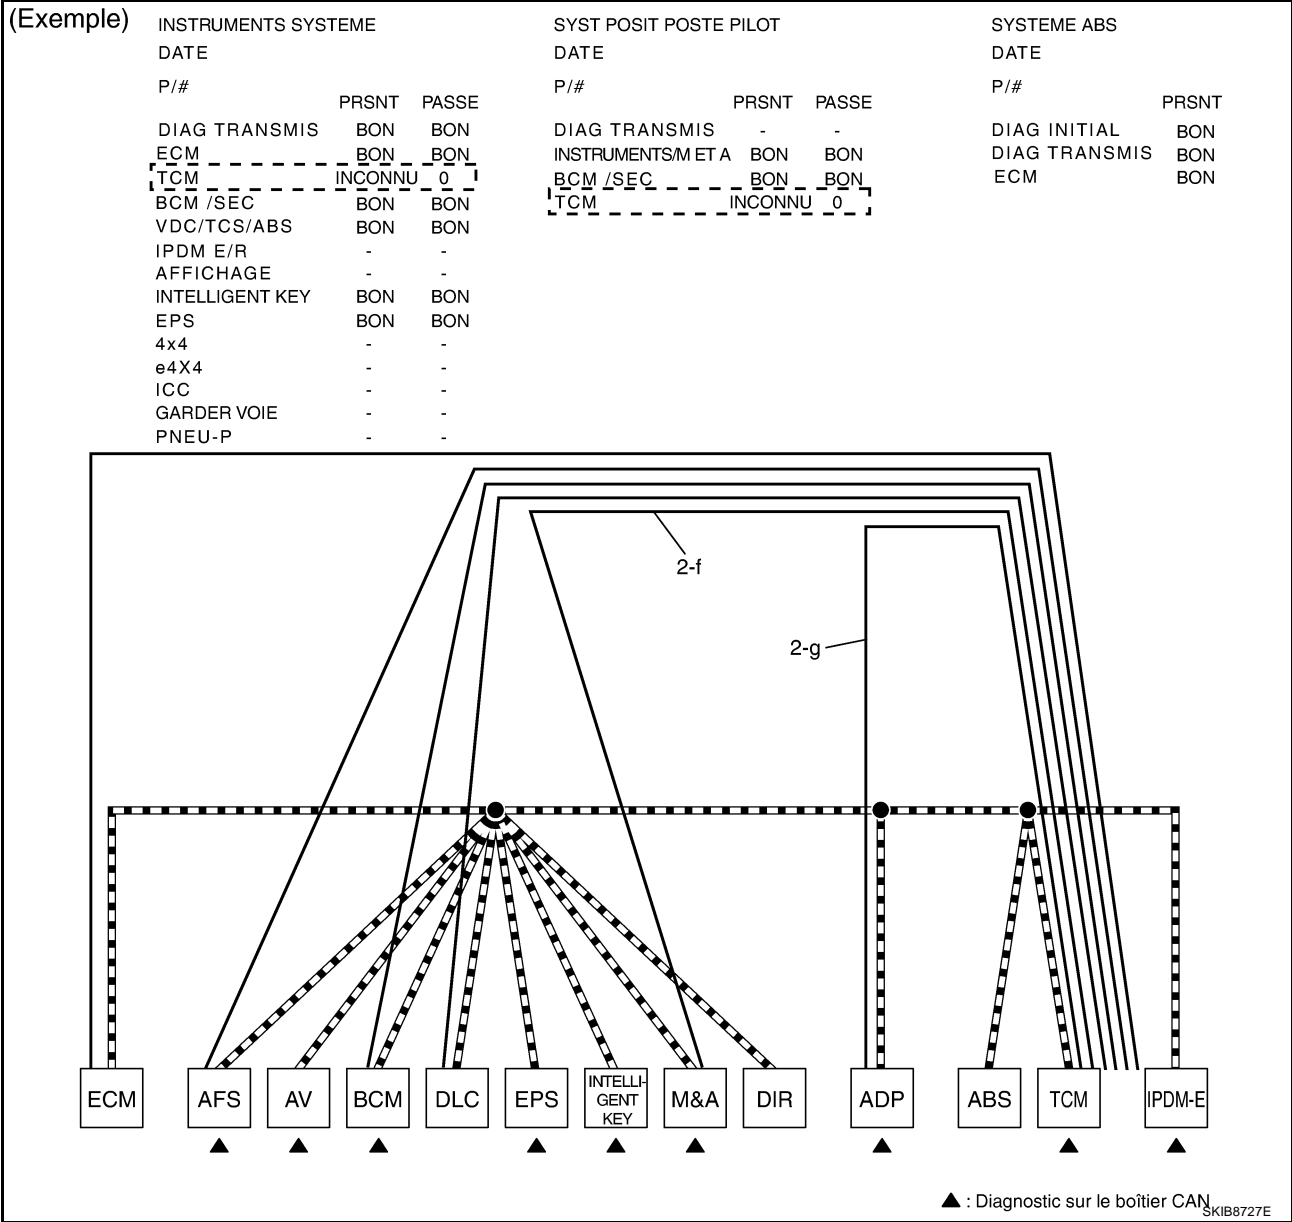 (Exemple)
INSTRUMENTS SYSTEME
DATE
P/#
PRSNT PASSE
DIAG TRANSMIS BON BON
ECM BON BON
TCM INCONNU 0
BCM /SEC BON BON
VDC/TCS/ABS BON BON
IPDM E/R - -
AFFICHAGE - -
INTELLIGENT KEY BON BON
EPS BON BON
4x4 - -
e4X4 - -
ICC - -
GARDER VOIE - -
PNEU-P - -
SYST POSIT POSTE PILOT
DATE
P/#
PRSNT PASSE
DIAG TRANSMIS - -
INSTRUMENTS/M ET A BON BON
BCM /SEC BON BON
TCM INCONNU 0
SYSTEME ABS
DATE
P/#
PRSNT
DIAG INITIAL BON
DIAG TRANSMIS BON
ECM BON
2-f
2-g
ECM
AFS
AV
BCM
DLC
EPS
INTELLI-
GENT
KEY
M&A
DIR
ADP
ABS
TCM
IPDM-E
▲ : Diagnostic sur le boîtier CAN
SKIB8727E